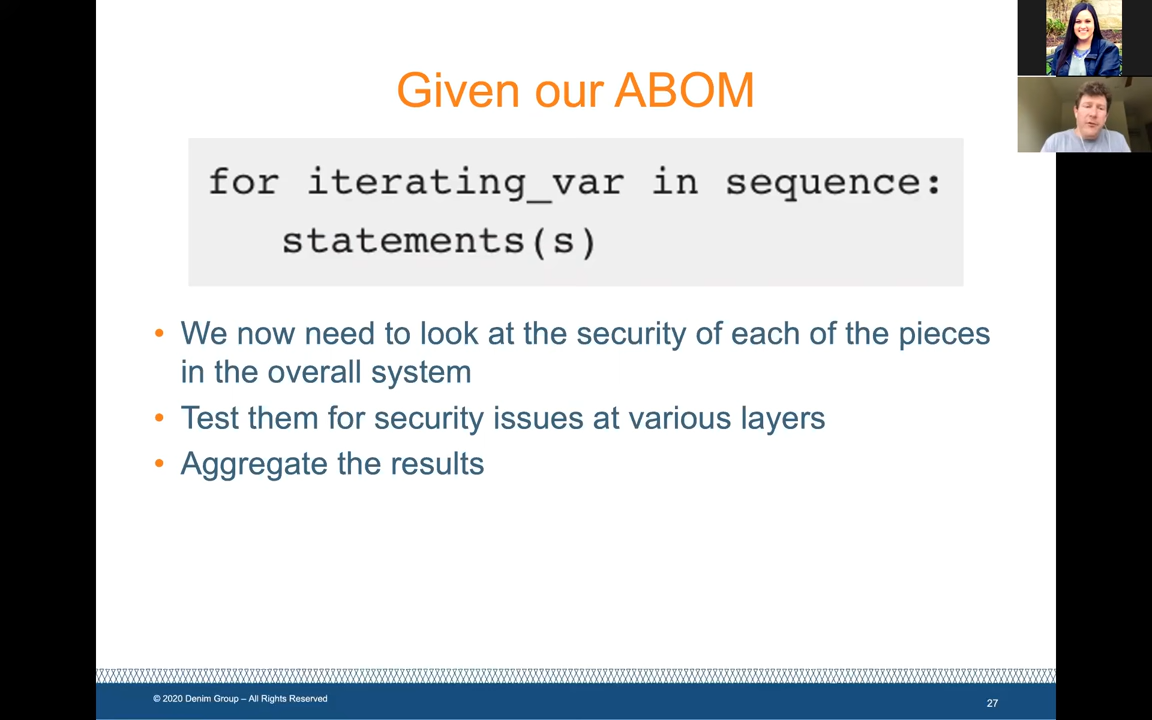 Given our ABOM
for iterating_var in sequence:
statements(s)
• We now need to look at the security of each of the pieces
in the overall system
• Test them for security issues at various layers
• Aggregate the results
© 2020 Denim Group – All Rights Reserved
27